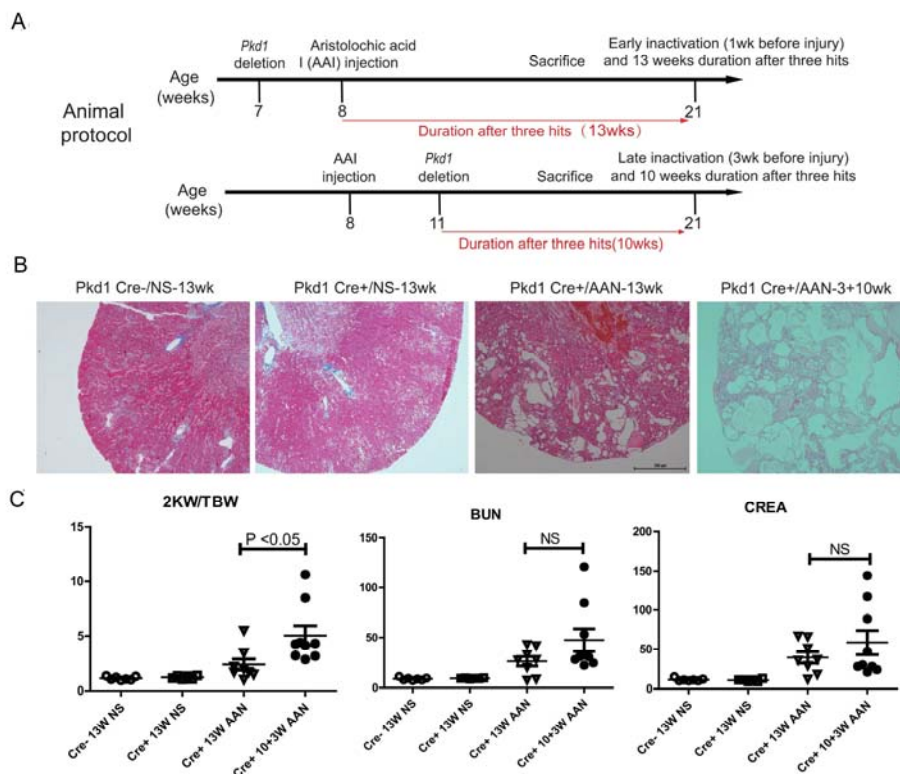 A
Pkd1
deletion
Aristolochic acid
I (AAI) injection
Sacrifice
Early inactivation (1wk before injury)
and 13 weeks duration after three hits
Age
(weeks)
7
8
21
Duration after three hits (13wks)
Animal
protocol
AAI
injection
Pkd1
deletion
Sacrifice
Late inactivation (3wk before injury)
and 10 weeks duration after three hits
Age
(weeks)
8
11
21
Duration after three hits(10wks)
B
Pkd1 Cre-/NS-13wk
Pkd1 Cre+/NS-13wk
Pkd1 Cre+/AAN-13wk
Pkd1 Cre+/AAN-3+10wk
C
2KW/TBW
15
10
5
0
P <0.05
Cre- 13W NS
Cre+ 13W NS
Cre+ 13W AAN
Cre+ 10+3W AAN
BUN
150
100
50
0
NS
Cre- 13W NS
Cre+ 13W NS
Cre+ 13W AAN
Cre+ 10+3W AAN
CREA
200
150
100
50
0
NS
Cre- 13W NS
Cre+ 13W NS
Cre+ 13W AAN
Cre+ 10+3W AAN